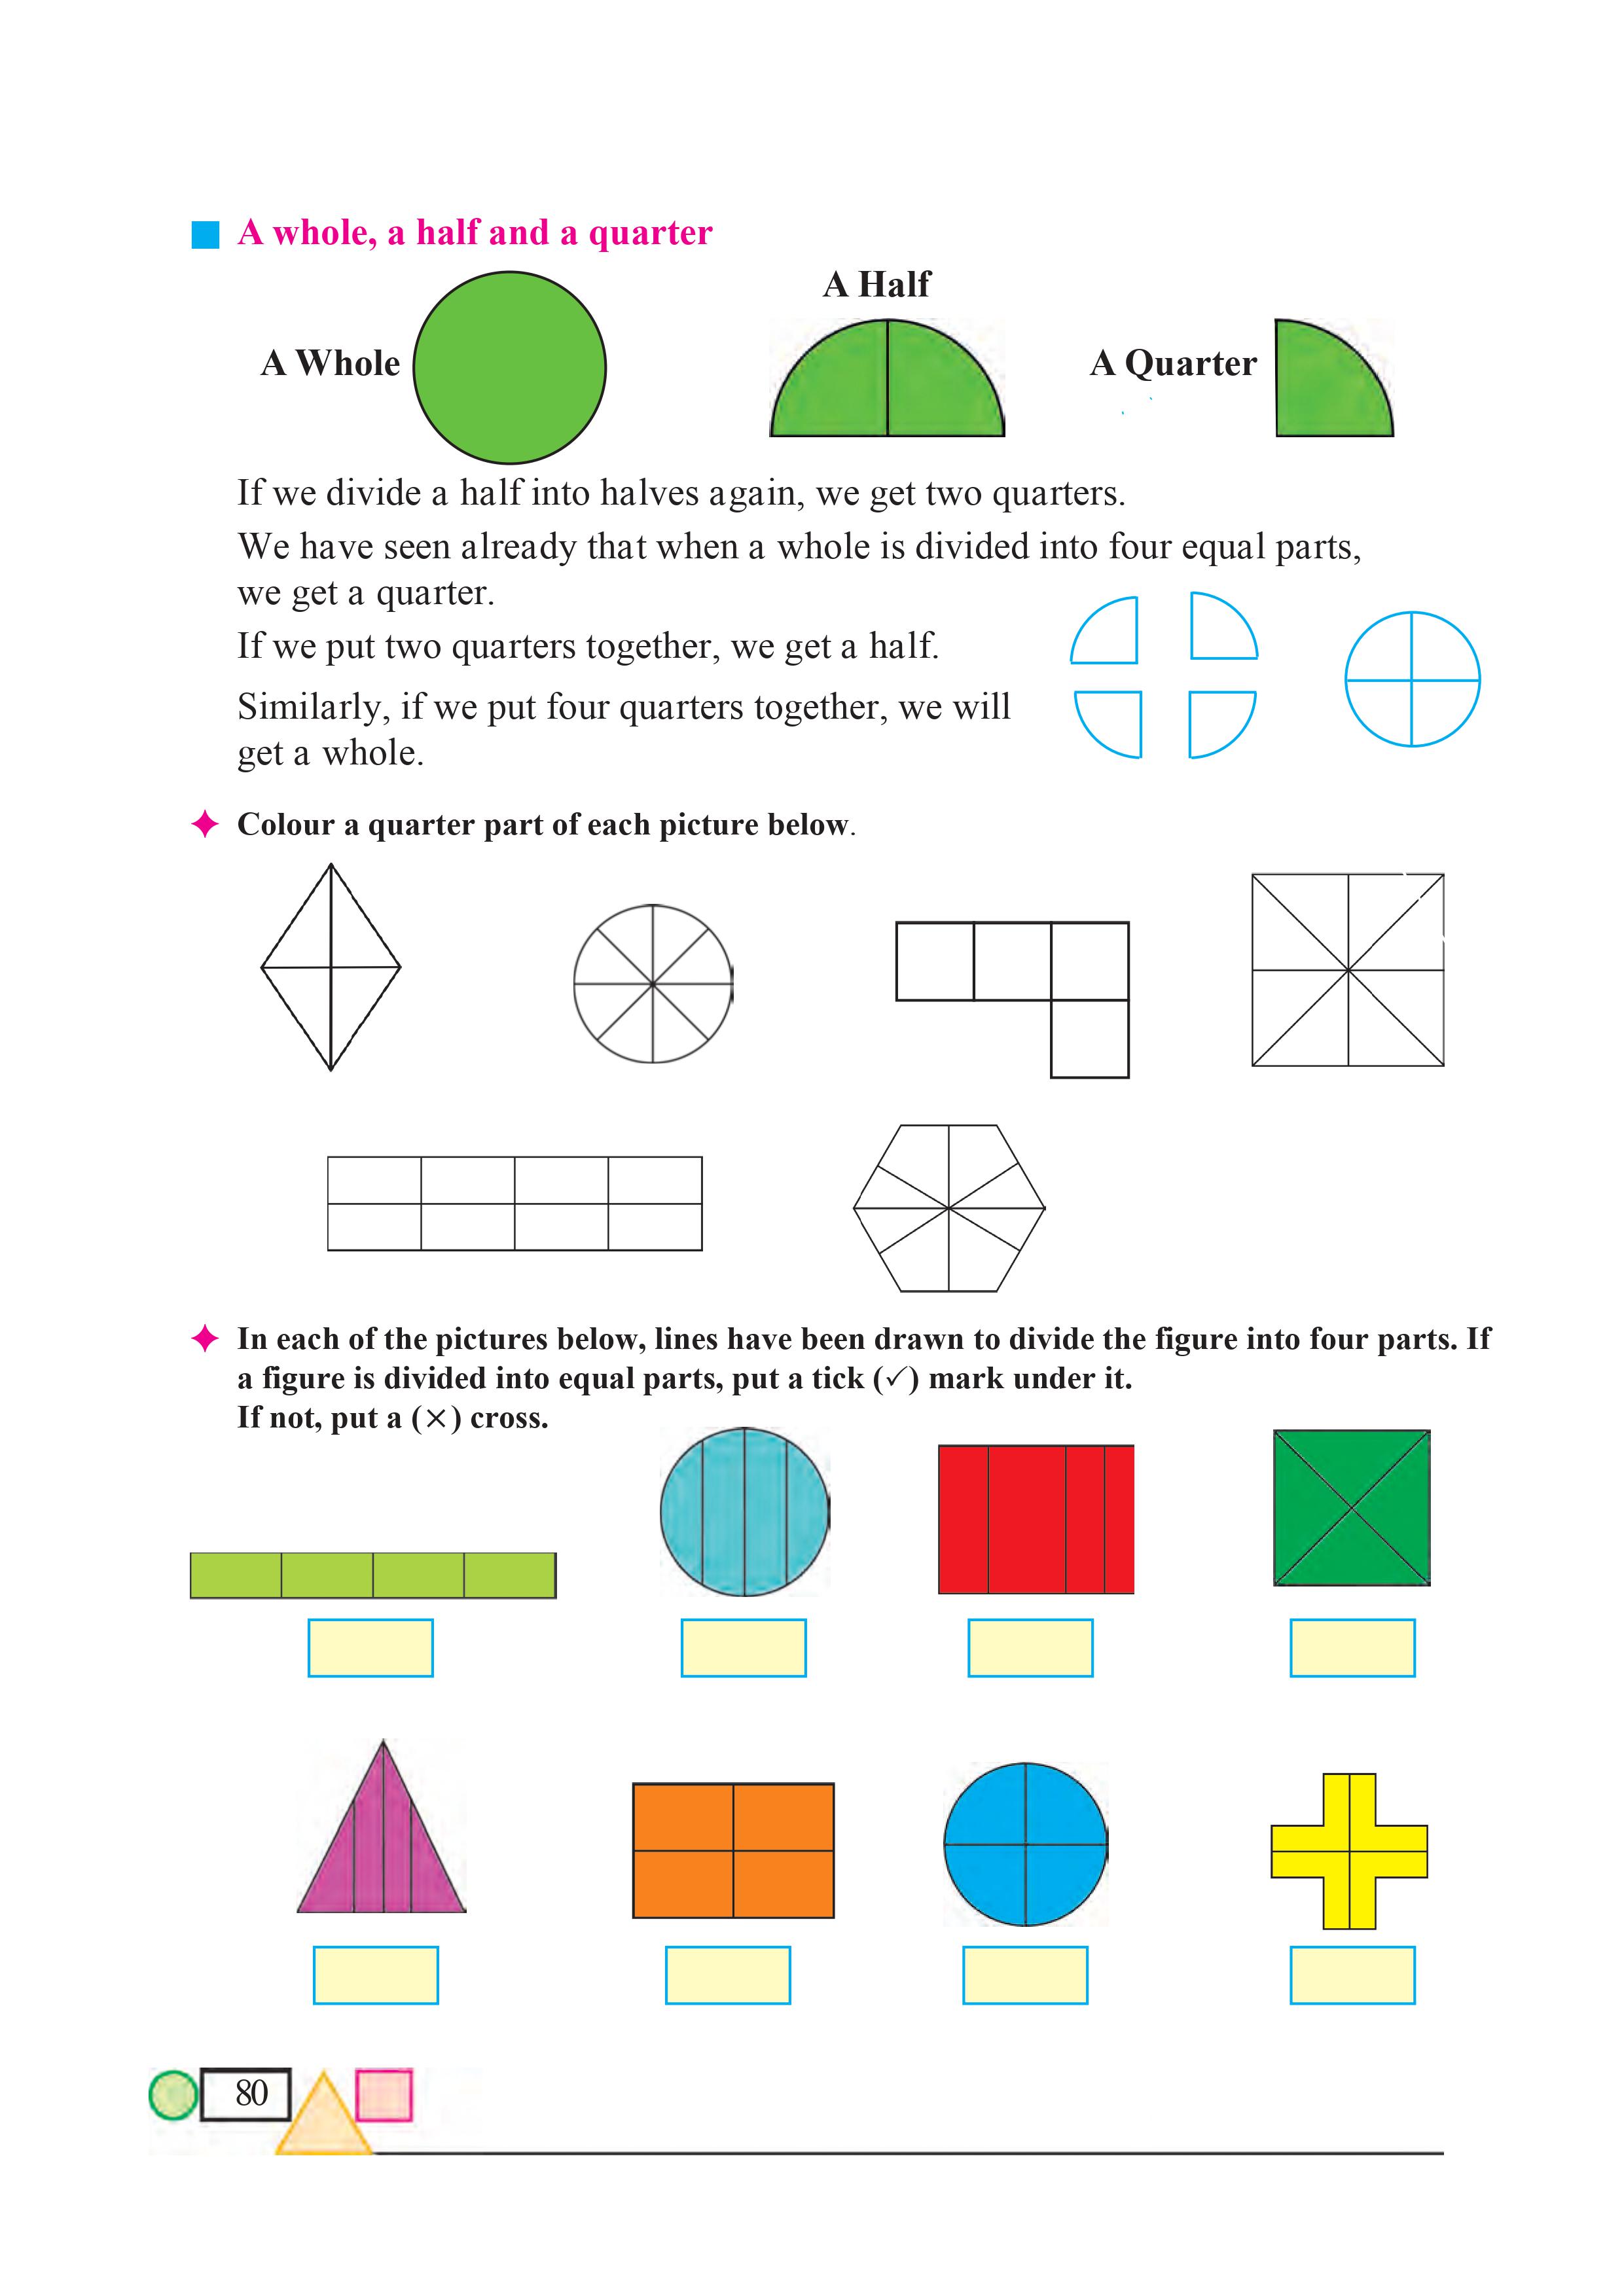 A whole, a half and a quarter
A Half
A Whole
A Quarter
If we divide a half into halves again, we get two quarters.
We have seen already that when a whole is divided into four equal parts,
we get a quarter.
If we put two quarters together, we get a half.
Similarly, if we put four quarters together, we will
get a whole.
Colour a quarter part of each picture below.
In each of the pictures below, lines have been drawn to divide the figure into four parts. If
a figure is divided into equal parts, put a tick (✓) mark under it.
If not, put a (×) cross.
80